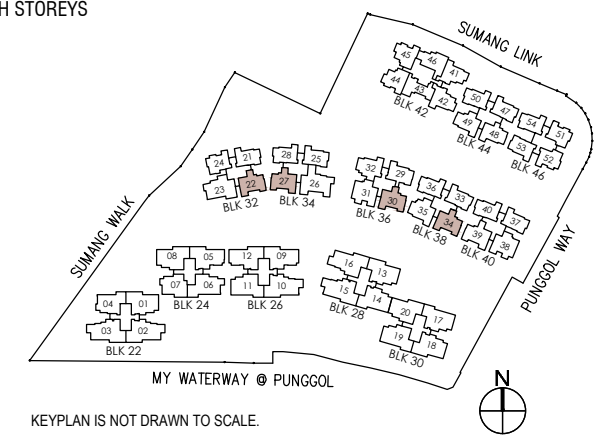 H STOREYS
SUMANG LINK
45 46 41
44 43 42
BLK 42
50 47
49 48
BLK 44
54 51
53 52
BLK 46
24 21
23 22
BLK 32
28 25
27 26
BLK 34
32 29
31 30
BLK 36
36 33
35 34
BLK 38
40 37
39 38
BLK 40
SUMANG WALK
PUNGGOL WAY
08 05
07 06
BLK 24
12 09
11 10
BLK 26
16 13
15 14
BLK 28
20 17
19 18
BLK 30
04 01
03 02
BLK 22
MY WATERWAY @ PUNGGOL
N
KEYPLAN IS NOT DRAWN TO SCALE.